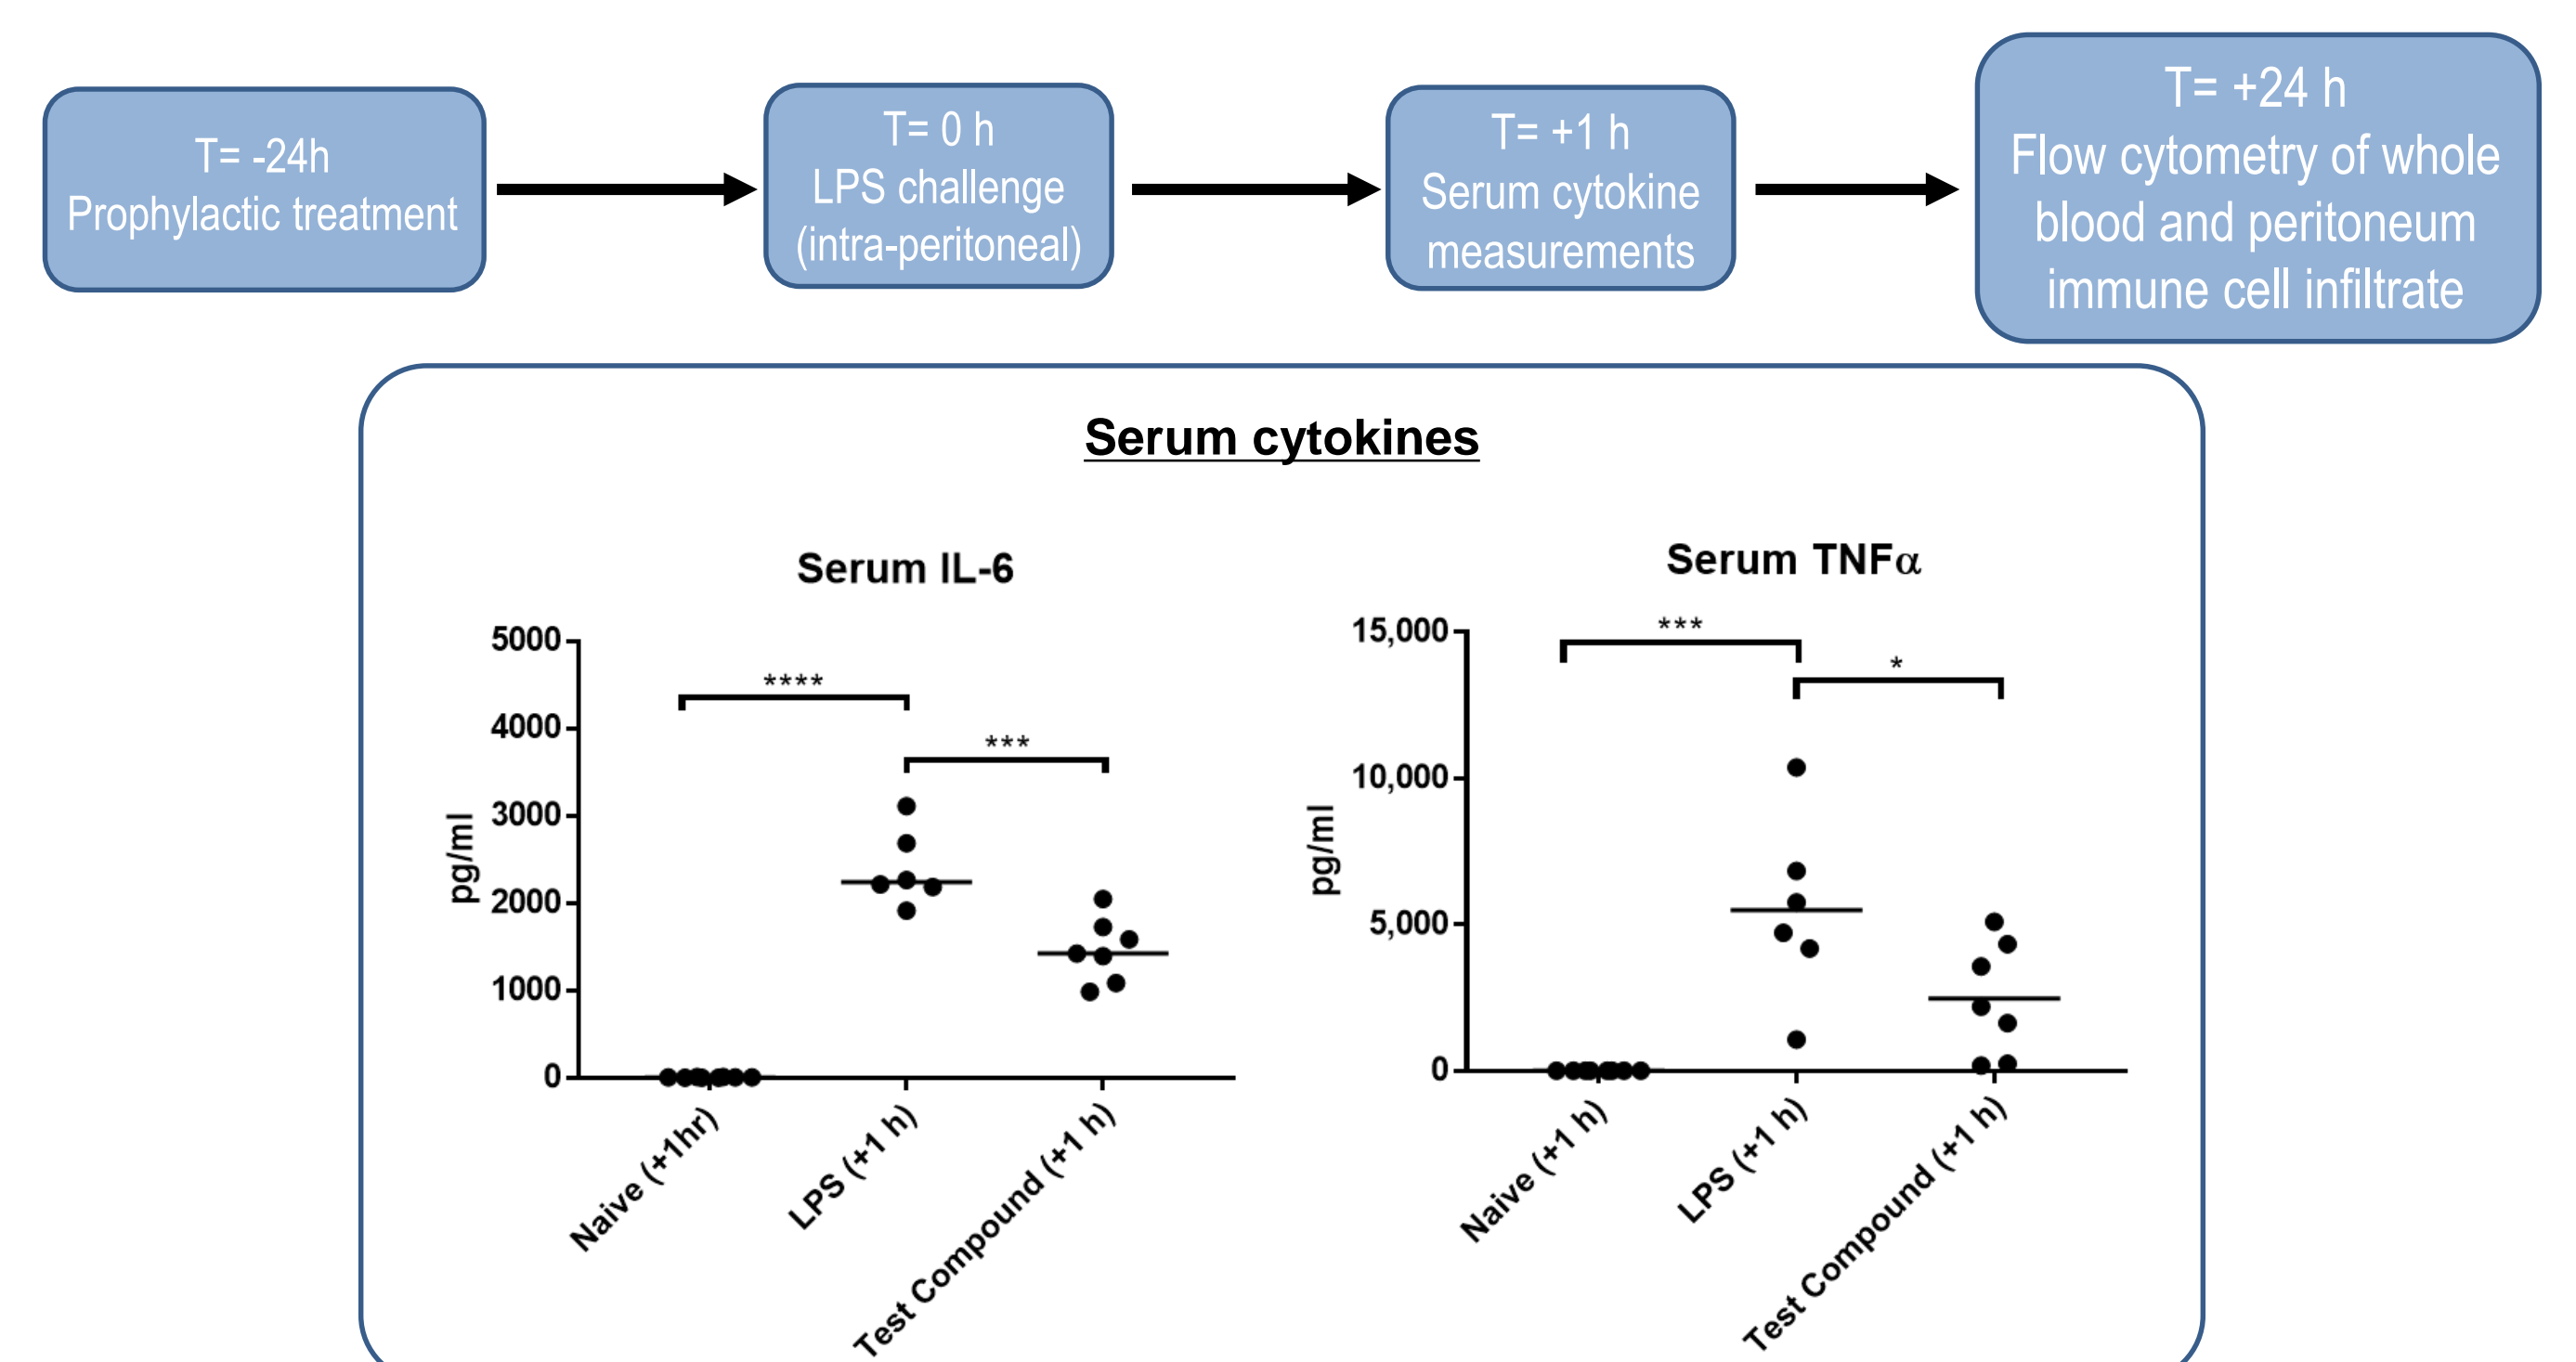 T= -24h
Prophylactic treatment
T= 0 h
LPS challenge
(intra-peritoneal)
T= +1 h
Serum cytokine
measurements
T= +24 h
Flow cytometry of whole
blood and peritoneum
immune cell infiltrate
Serum cytokines
Serum IL-6
pg/ml
5000
4000
3000
2000
1000
0
****
***
Naive (+1hr)
LPS (+1 h)
Test Compound (+1 h)
Serum TNFα
pg/ml
15,000
10,000
5,000
0
***
*
Naive (+1 h)
LPS (+1 h)
Test Compound (+1 h)